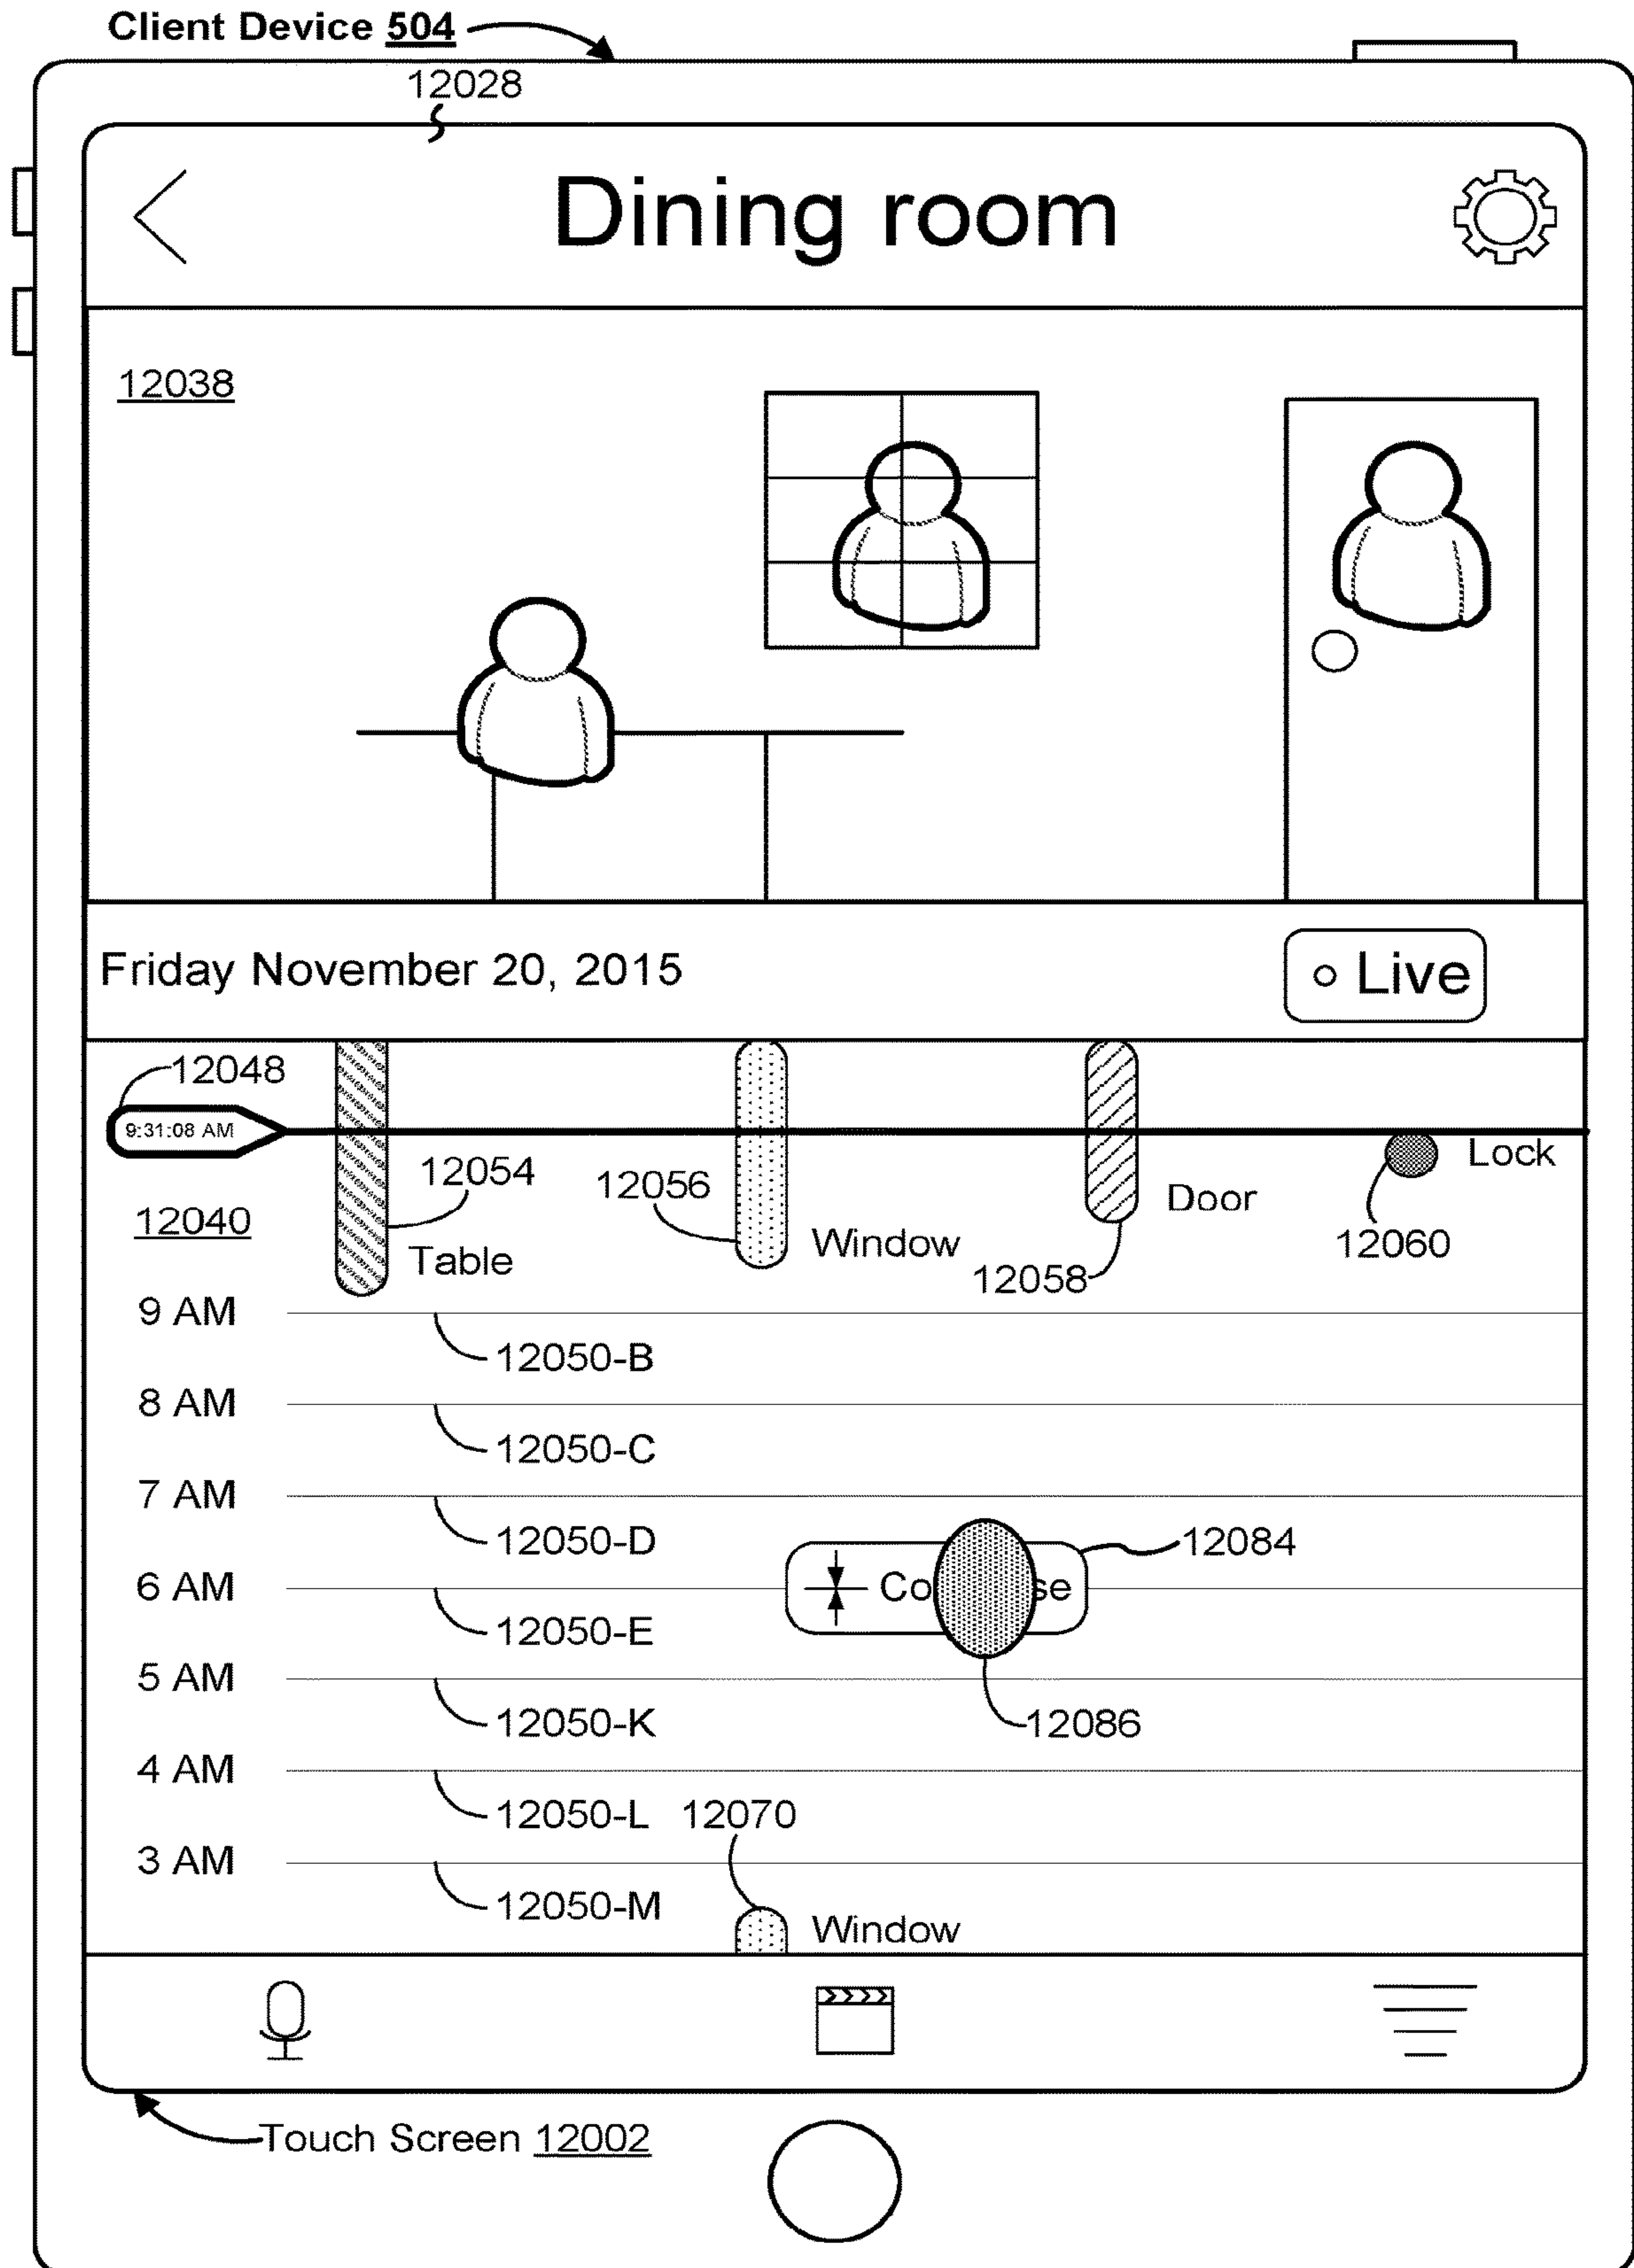 Client Device 504
12028
Dining room
12038
Friday November 20, 2015
Live
12048
9:31:08 AM
12054
12056
12040
Table
Window
12058
Door
Lock
12060
9 AM
12050-B
8 AM
12050-C
7 AM
12050-D
12084
6 AM
12050-E
5 AM
12050-K
12086
4 AM
12050-L
12070
3 AM
12050-M
Window
Touch Screen 12002